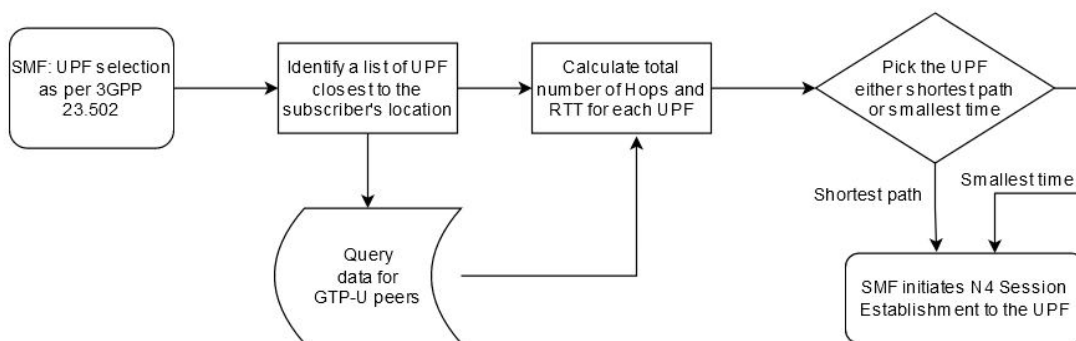 SMF: UPF selection
as per 3GPP
23.502
Identify a list of UPF
closest to the
subscriber's location
Calculate total
number of Hops and
RTT for each UPF
Pick the UPF
either shortest path
or smallest time
Shortest path
Smallest time
Query
data for
GTP-U peers
SMF initiates N4 Session
Establishment to the UPF